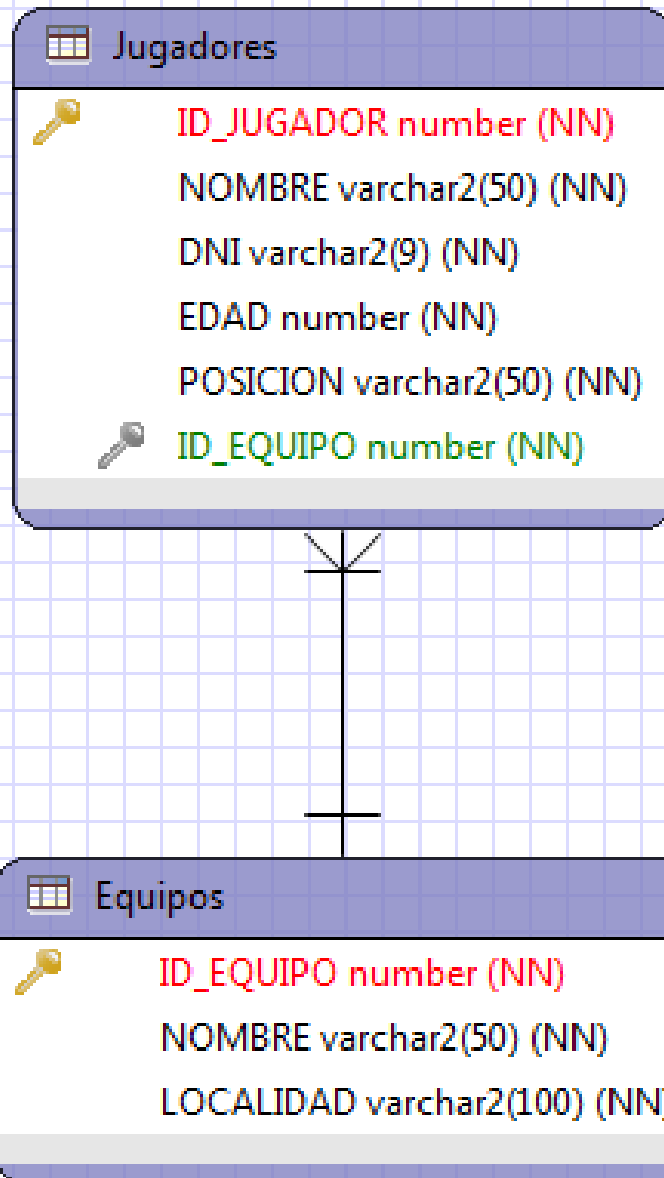 Jugadores
ID_JUGADOR number (NN)
NOMBRE varchar2(50) (NN)
DNI varchar2(9) (NN)
EDAD number (NN)
POSICION varchar2(50) (NN)
ID_EQUIPO number (NN)
Equipos
ID_EQUIPO number (NN)
NOMBRE varchar2(50) (NN)
LOCALIDAD varchar2(100) (NN)